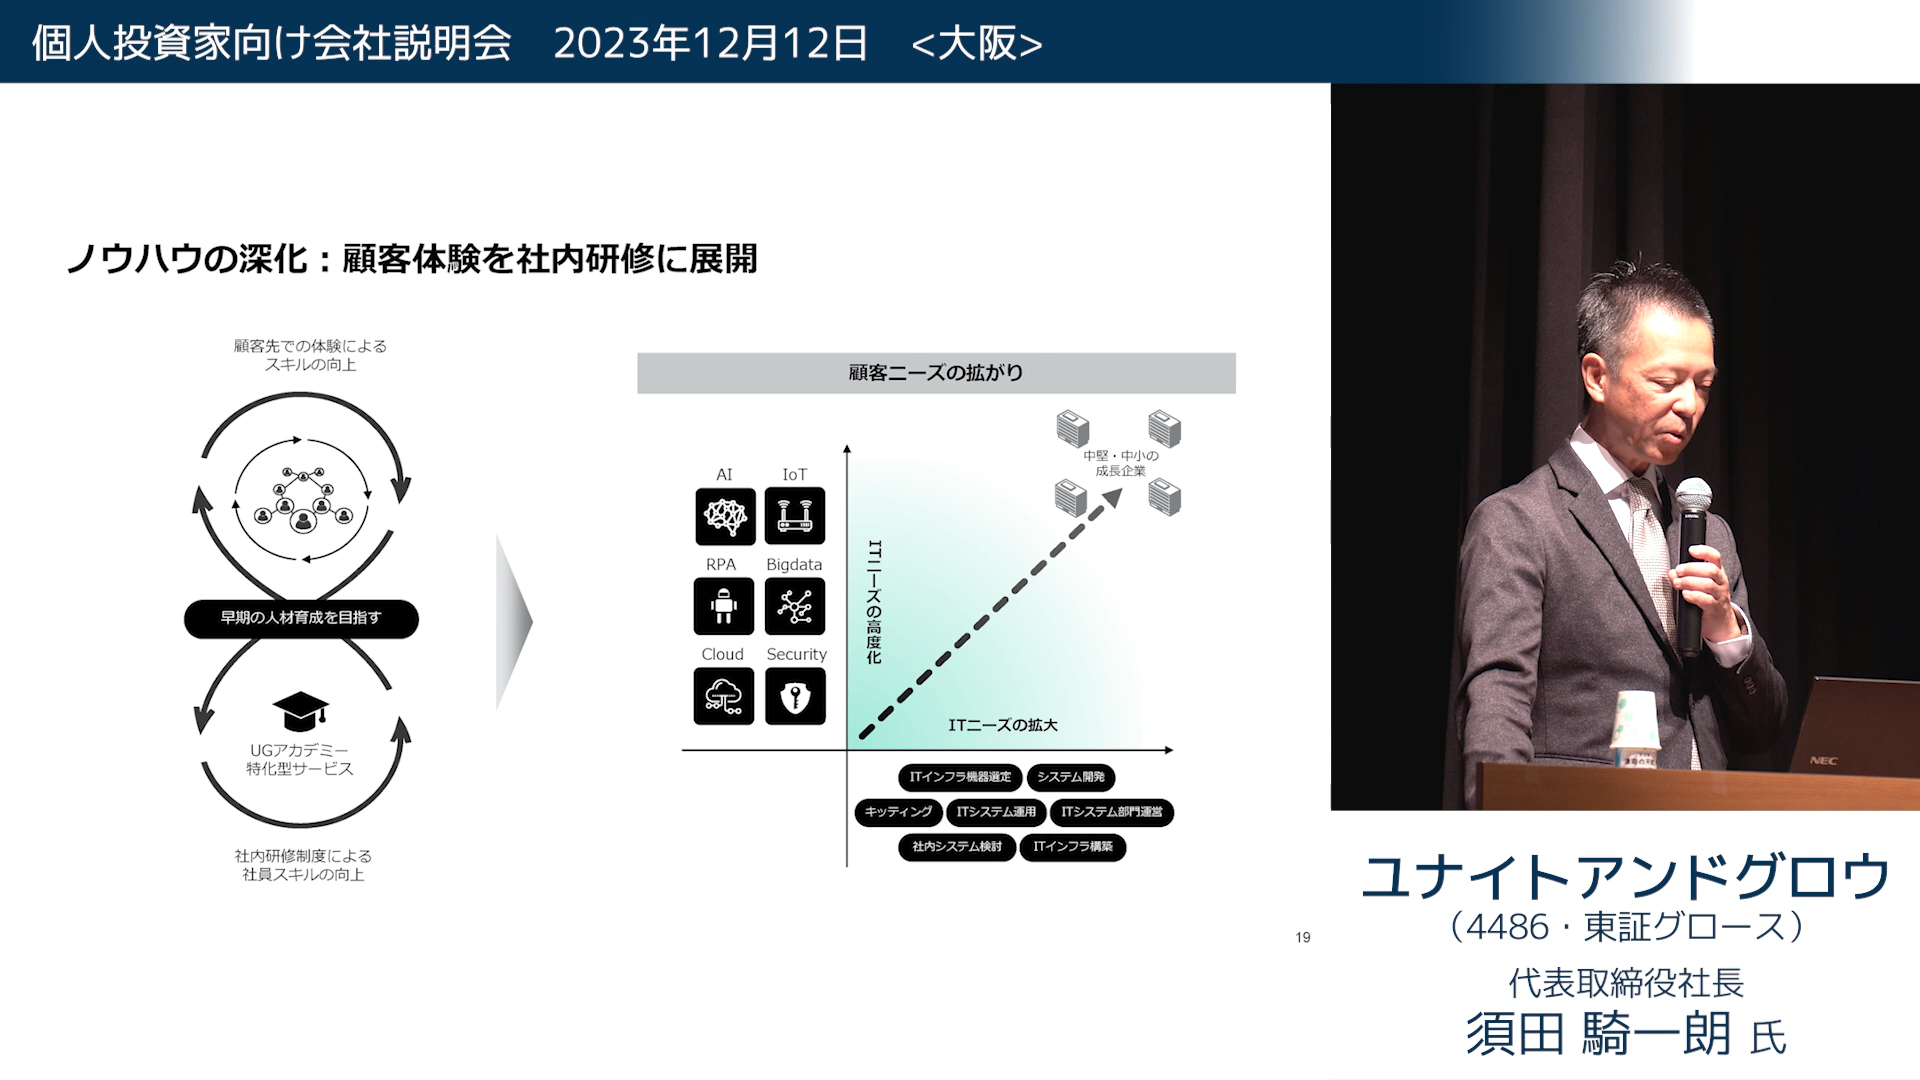 個人投資家向け会社説明会　2023年12月12日　<大阪>
ノウハウの深化：顧客体験を社内研修に展開
顧客先での体験による
スキルの向上
早期の人材育成を目指す
UGアカデミー
特化型サービス
社内研修制度による
社員スキルの向上
顧客ニーズの拡がり
AI
IoT
RPA
Bigdata
Cloud
Security
ITニーズの高度化
中堅・中小の
成長企業
ITニーズの拡大
ITインフラ機器選定
システム開発
キッティング
ITシステム運用
ITシステム部門運営
社内システム検討
ITインフラ構築
19
NEC
ユナイトアンドグロウ
（4486・東証グロース）
代表取締役社長
須田 騎一朗 氏